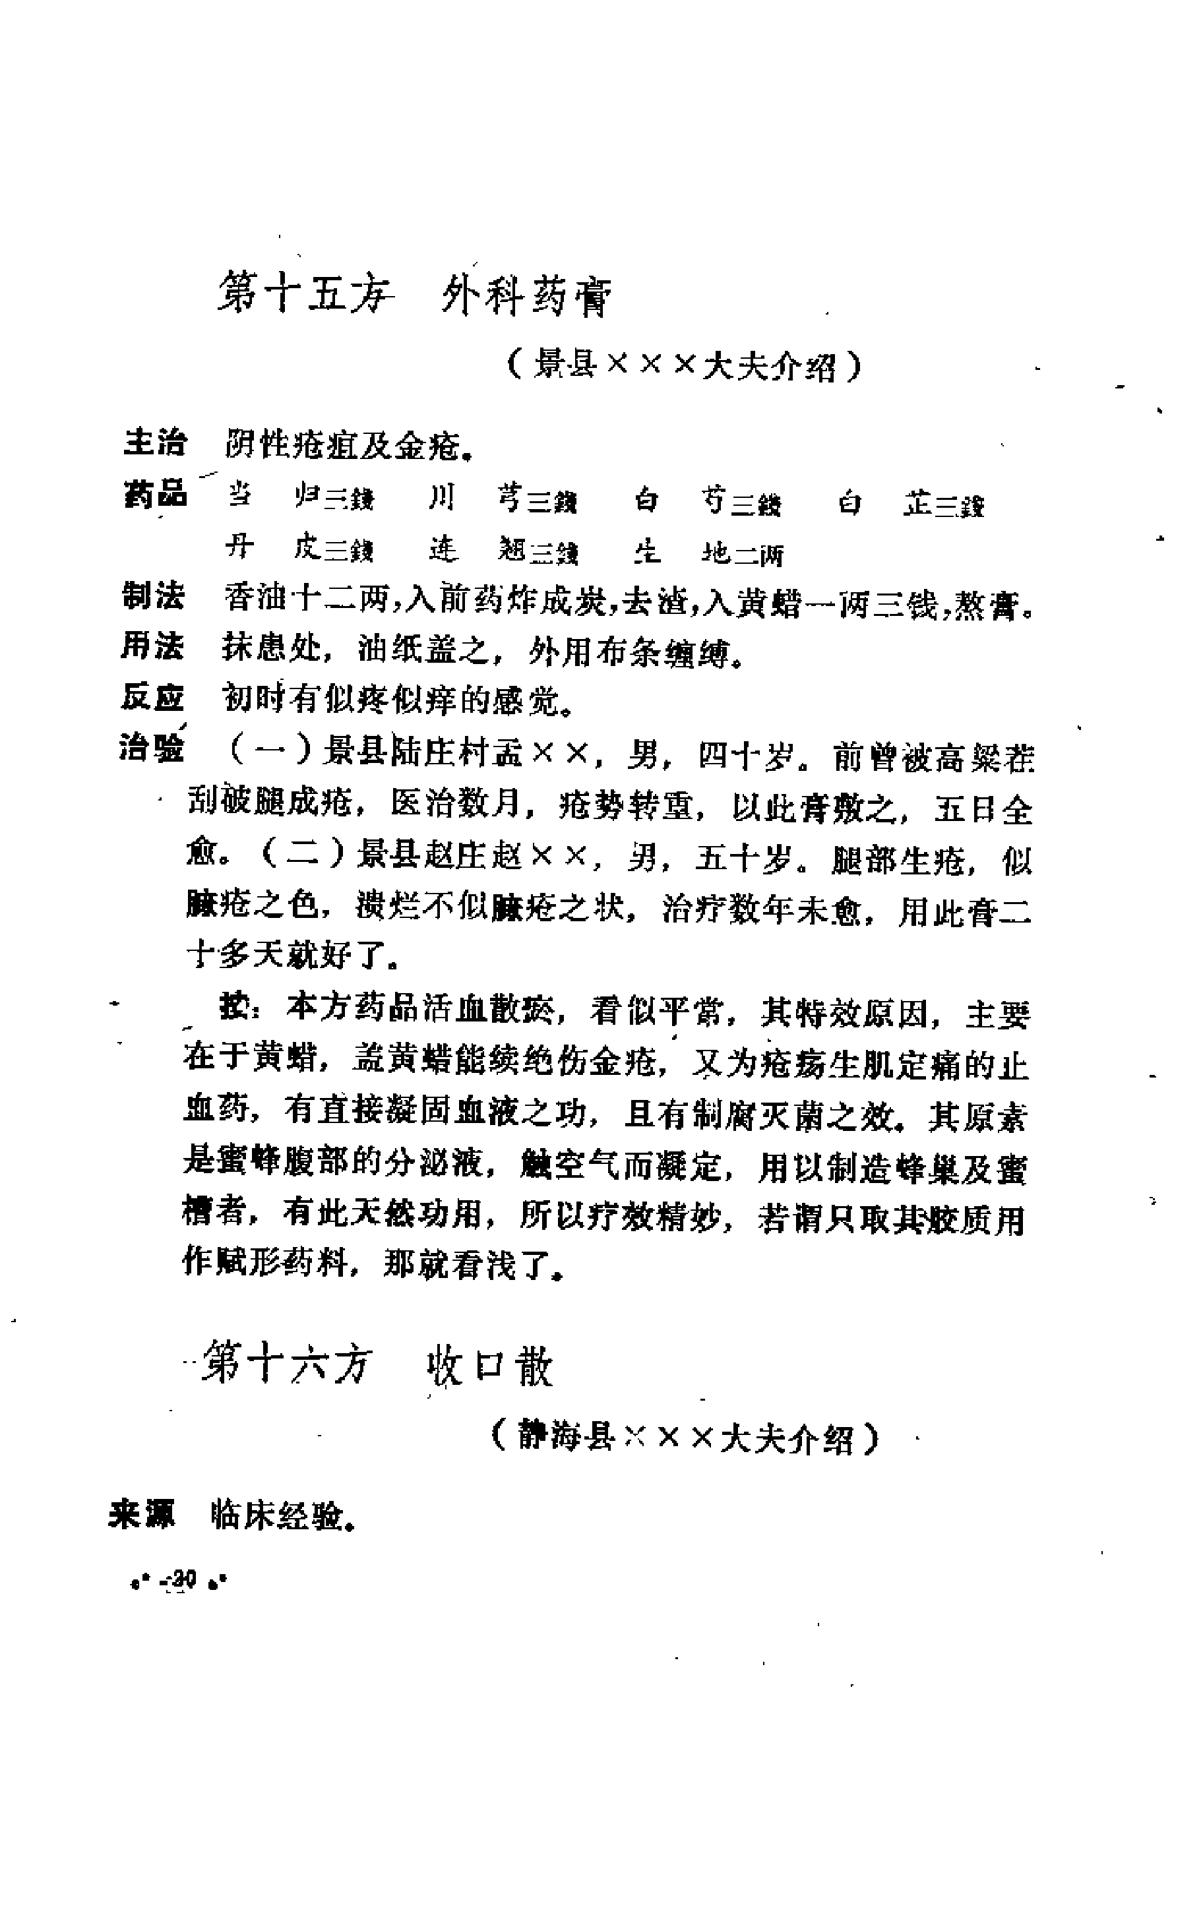 第十五方　外科药膏
（景县×××大夫介绍）
主治　阴性疮疽及金疮。
药品　当　归三錢　川　芎三錢　白　芍三錢　白　芷三錢
丹　皮三錢　连　翘三錢　生　地二两
制法　香油十二两，入前药炸成炭，去渣，入黄蜡一两三钱，熬膏。
用法　抹患处，油纸盖之，外用布条缠缚。
反应　初时有似疼似痒的感觉。
治验　（一）景县陆庄村孟××，男，四十岁。前曾被高粱茬
刮破腿成疮，医治数月，疮势转重，以此膏敷之，五日全
愈。（二）景县赵庄赵××，男，五十岁。腿部生疮，似
臁疮之色，溃烂不似臁疮之状，治疗数年未愈，用此膏二
十多天就好了。
按：本方药品活血散瘀，看似平常，其特效原因，主要
在于黄蜡，盖黄蜡能续绝伤金疮，又为疮疡生肌定痛的止
血药，有直接凝固血液之功，且有制腐灭菌之效。其原素
是蜜蜂腹部的分泌液，触空气而凝定，用以制造蜂巢及蜜
槽者，有此天然功用，所以疗效精妙，若谓只取其胶质用
作赋形药料，那就看浅了。
第十六方　收口散
（静海县×××大夫介绍）
来源　临床经验。